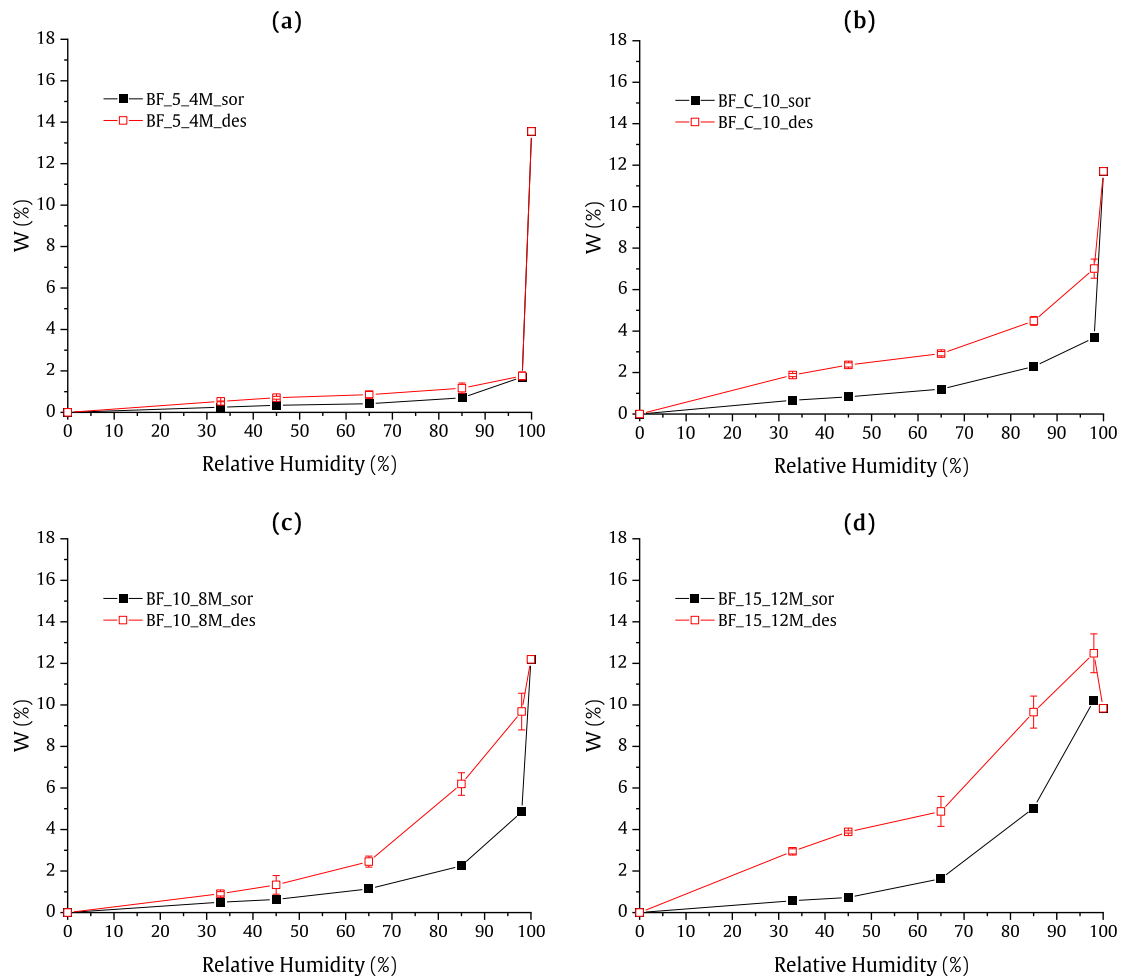 (a)
18
16
14
12
10
8
6
4
2
0
W (%)
BF_5_4M_sor
BF_5_4M_des
0 10 20 30 40 50 60 70 80 90 100
Relative Humidity (%)
(b)
18
16
14
12
10
8
6
4
2
0
W (%)
BF_C_10_sor
BF_C_10_des
0 10 20 30 40 50 60 70 80 90 100
Relative Humidity (%)
(c)
18
16
14
12
10
8
6
4
2
0
W (%)
BF_10_8M_sor
BF_10_8M_des
0 10 20 30 40 50 60 70 80 90 100
Relative Humidity (%)
(d)
18
16
14
12
10
8
6
4
2
0
W (%)
BF_15_12M_sor
BF_15_12M_des
0 10 20 30 40 50 60 70 80 90 100
Relative Humidity (%)